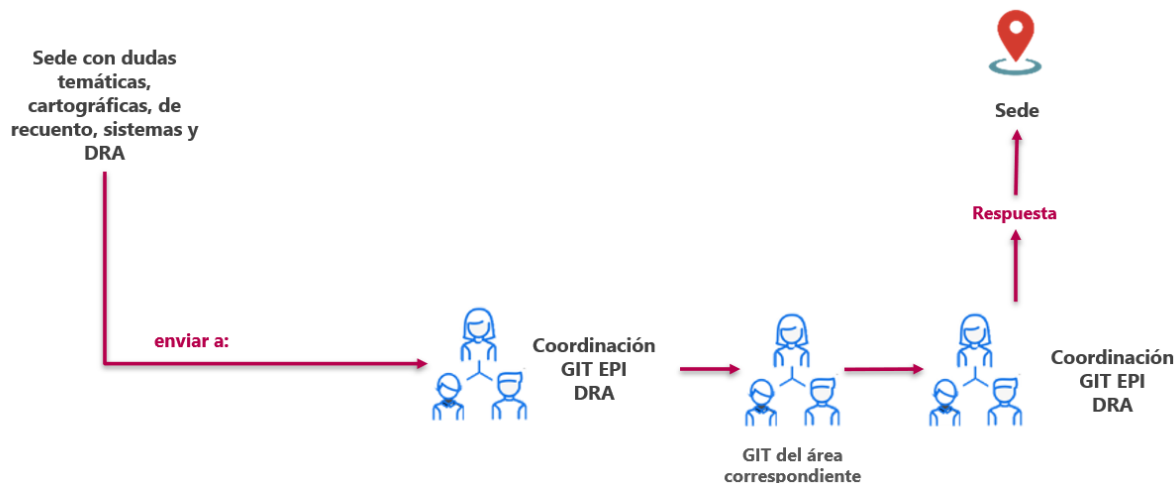 Sede con dudas
temáticas,
cartográficas, de
recuento, sistemas y
DRA
enviar a:
Coordinación
GIT EPI
DRA
GIT del área
correspondiente
Coordinación
GIT EPI
DRA
Respuesta
Sede